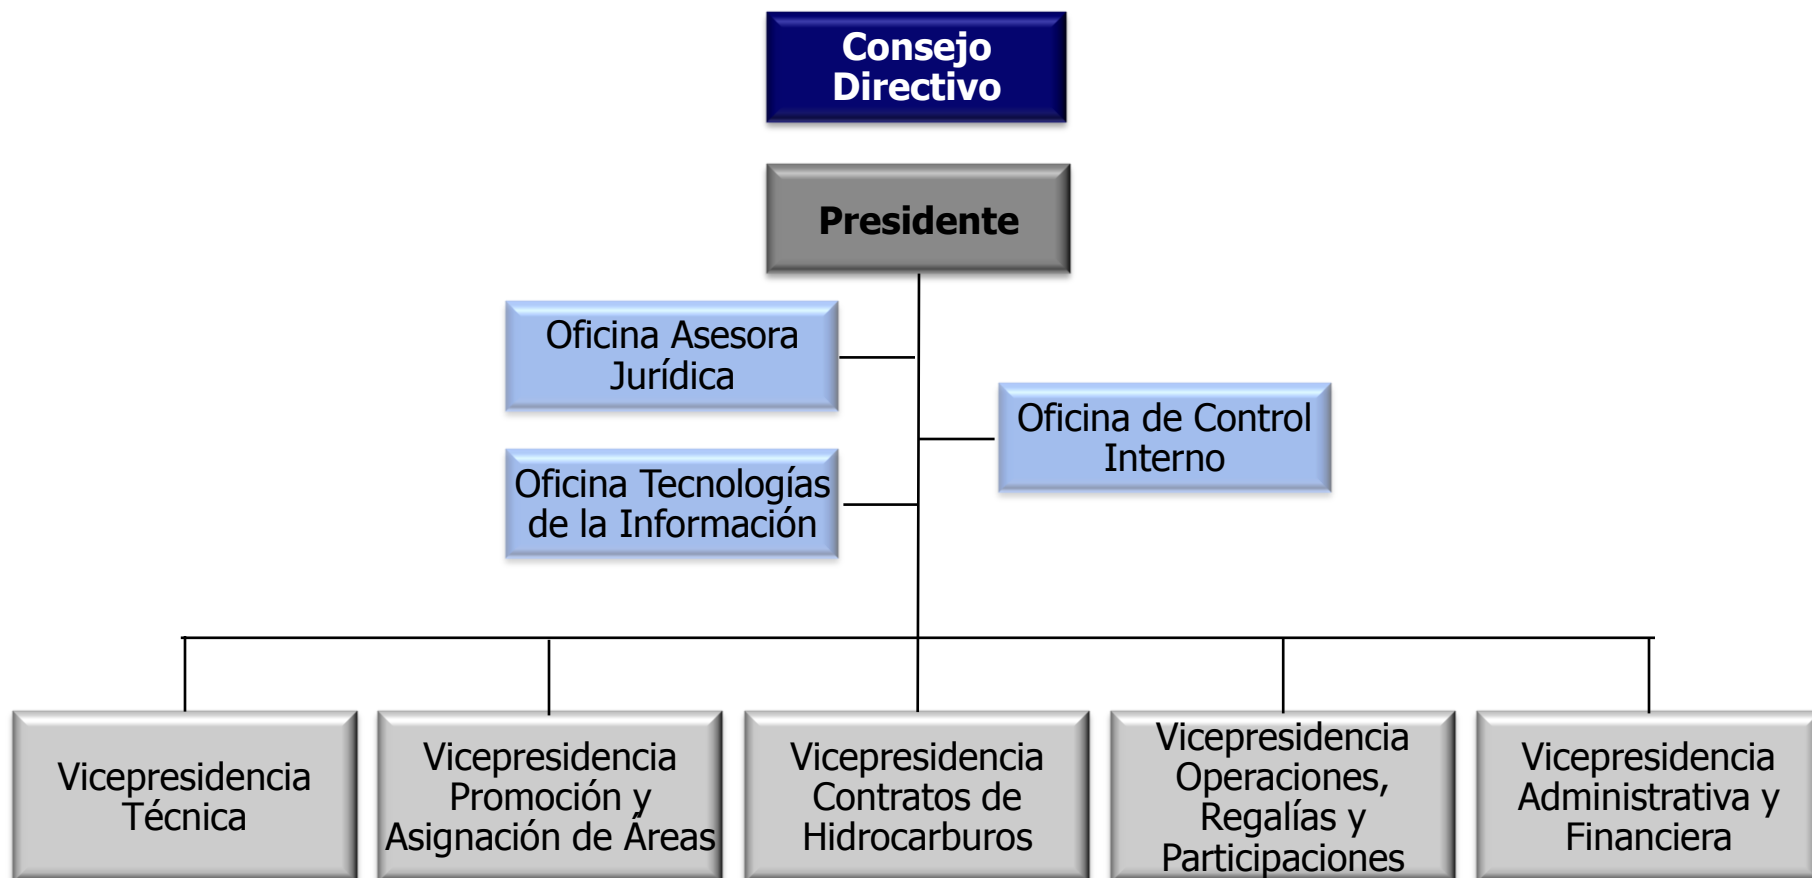 Consejo
Directivo
Presidente
Oficina Asesora
Jurídica
Oficina de Control
Interno
Oficina Tecnologías
de la Información
Vicepresidencia
Técnica
Vicepresidencia
Promoción y
Asignación de Áreas
Vicepresidencia
Contratos de
Hidrocarburos
Vicepresidencia
Operaciones,
Regalías y
Participaciones
Vicepresidencia
Administrativa y
Financiera